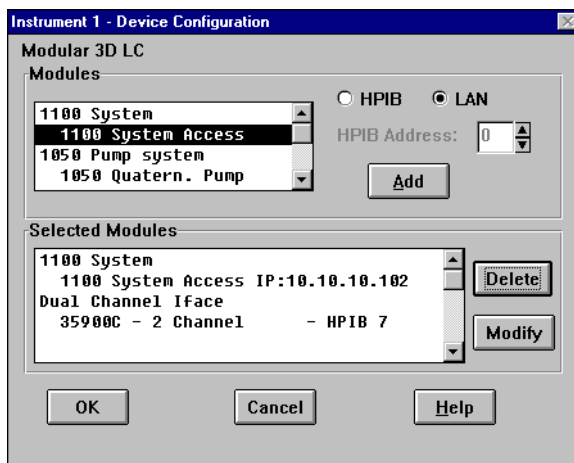 Instrument 1 - Device Configuration
Modular 3D LC
Modules
1100 System
1100 System Access
1050 Pump system
1050 Quatern. Pump
HPIB
LAN
HPIB Address:
0
Add
Selected Modules
1100 System
1100 System Access IP:10.10.10.102
Dual Channel Iface
35900C - 2 Channel - HPIB 7
Delete
Modify
OK
Cancel
Help